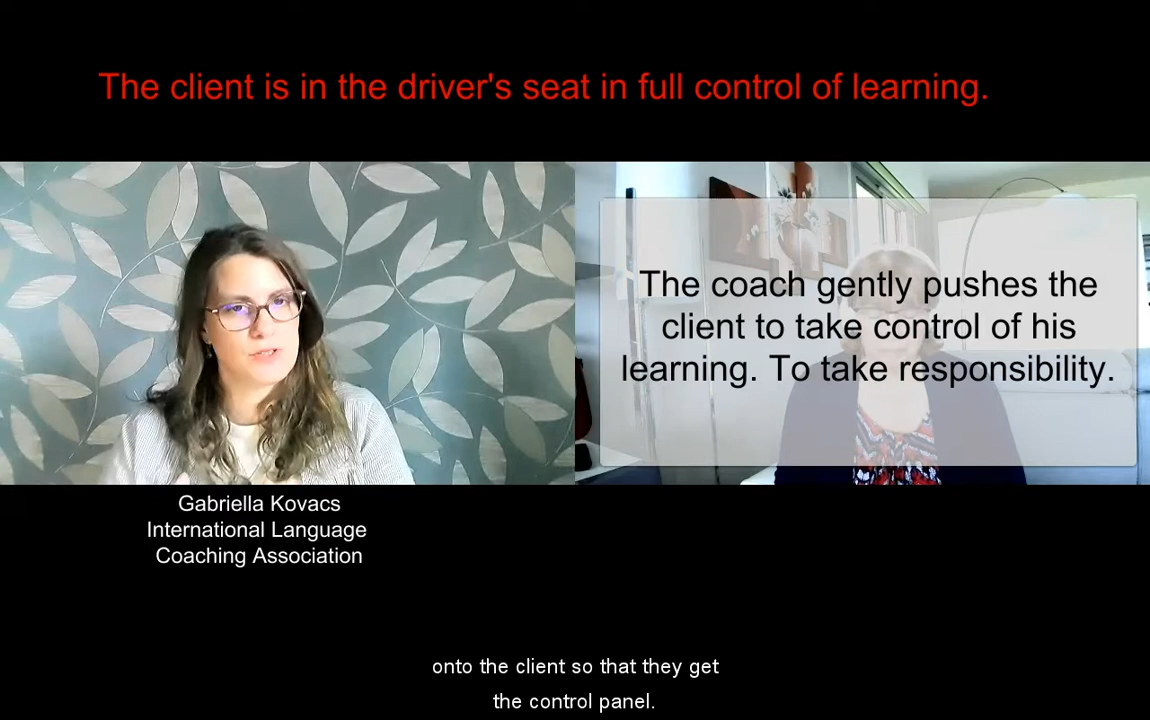 The client is in the driver's seat in full control of learning.
The coach gently pushes the
client to take control of his
learning. To take responsibility.
Gabriella Kovacs
International Language
Coaching Association
onto the client so that they get
the control panel.